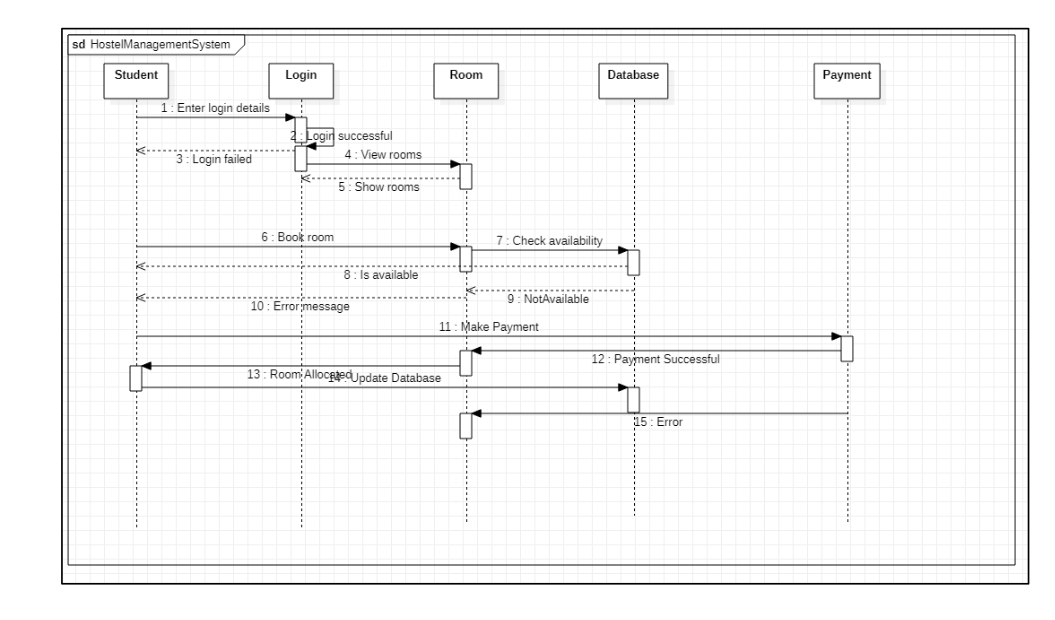 sd HostelManagementSystem
Student
Login
Room
Database
Payment
1 : Enter login details
2 : Login successful
3 : Login failed
4 : View rooms
5 : Show rooms
6 : Book room
7 : Check availability
8 : Is available
9 : NotAvailable
10 : Error message
11 : Make Payment
12 : Payment Successful
13 : Room Allocated
14 : Update Database
15 : Error